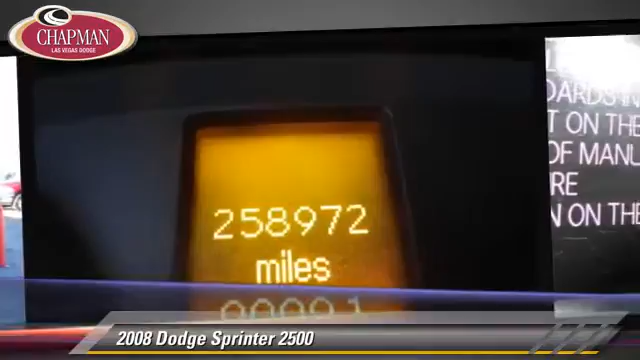 CHAPMAN
LAS VEGAS DODGE
DARDS IN
T ON THE
OF MANU
RE
N ON THE
258972
miles
2008 Dodge Sprinter 2500